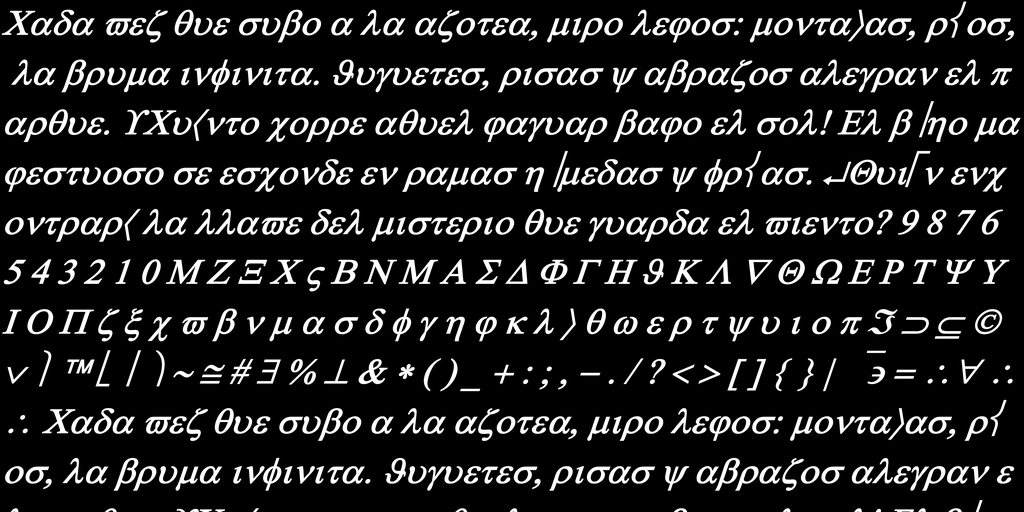 Χαδα ϖεζ θυε συβο α λα αζοτεα, μιρο λεφοσ: μοντα〉ασ, ρ⎨οσ,
λα βρυμα ινφινιτα. ϑυγυετεσ, ρισασ ψ αβραζοσ αλεγραν ελ π
αρθυε. ϒΧυ〈ντο χορρε αθυελ φαγυαρ βαφο ελ σολ! Ελ β⎜ηο μα
φεστυοσο σε εσχονδε εν ραμασ η⎜μεδασ ψ φρ⎨ασ. ↵Θυι⎡ν ενχ
οντραρ〈 λα λλαϖε δελ μιστεριο θυε γυαρδα ελ ϖιεντο? 9 8 7 6
5 4 3 2 1 0 Μ Ζ Ξ Χ ς Β Ν Μ Α Σ Δ Φ Γ Η ϑ Κ Λ ∇ Θ Ω Ε Ρ Τ Ψ Υ
Ι Ο Π ζ ξ χ ϖ β ν μ α σ δ φ γ η φ κ λ 〉 θ ω ε ρ τ ψ υ ι ο π ℑ ⊃ ⊆ ©
∨ ⎫ ™ ⎣ ⎜ ⎞ ~ ≅ # ∃ % ⊥ & ∗ ( ) _ + : ; , − . / ? < > [ ] { } | ‾ ∍ = ∴ ∀ ∴
∴ Χαδα ϖεζ θυε συβο α λα αζοτεα, μιρο λεφοσ: μοντα〉ασ, ρ⎨
οσ, λα βρυμα ινφινιτα. ϑυγυετεσ, ρισασ ψ αβραζοσ αλεγραν ε